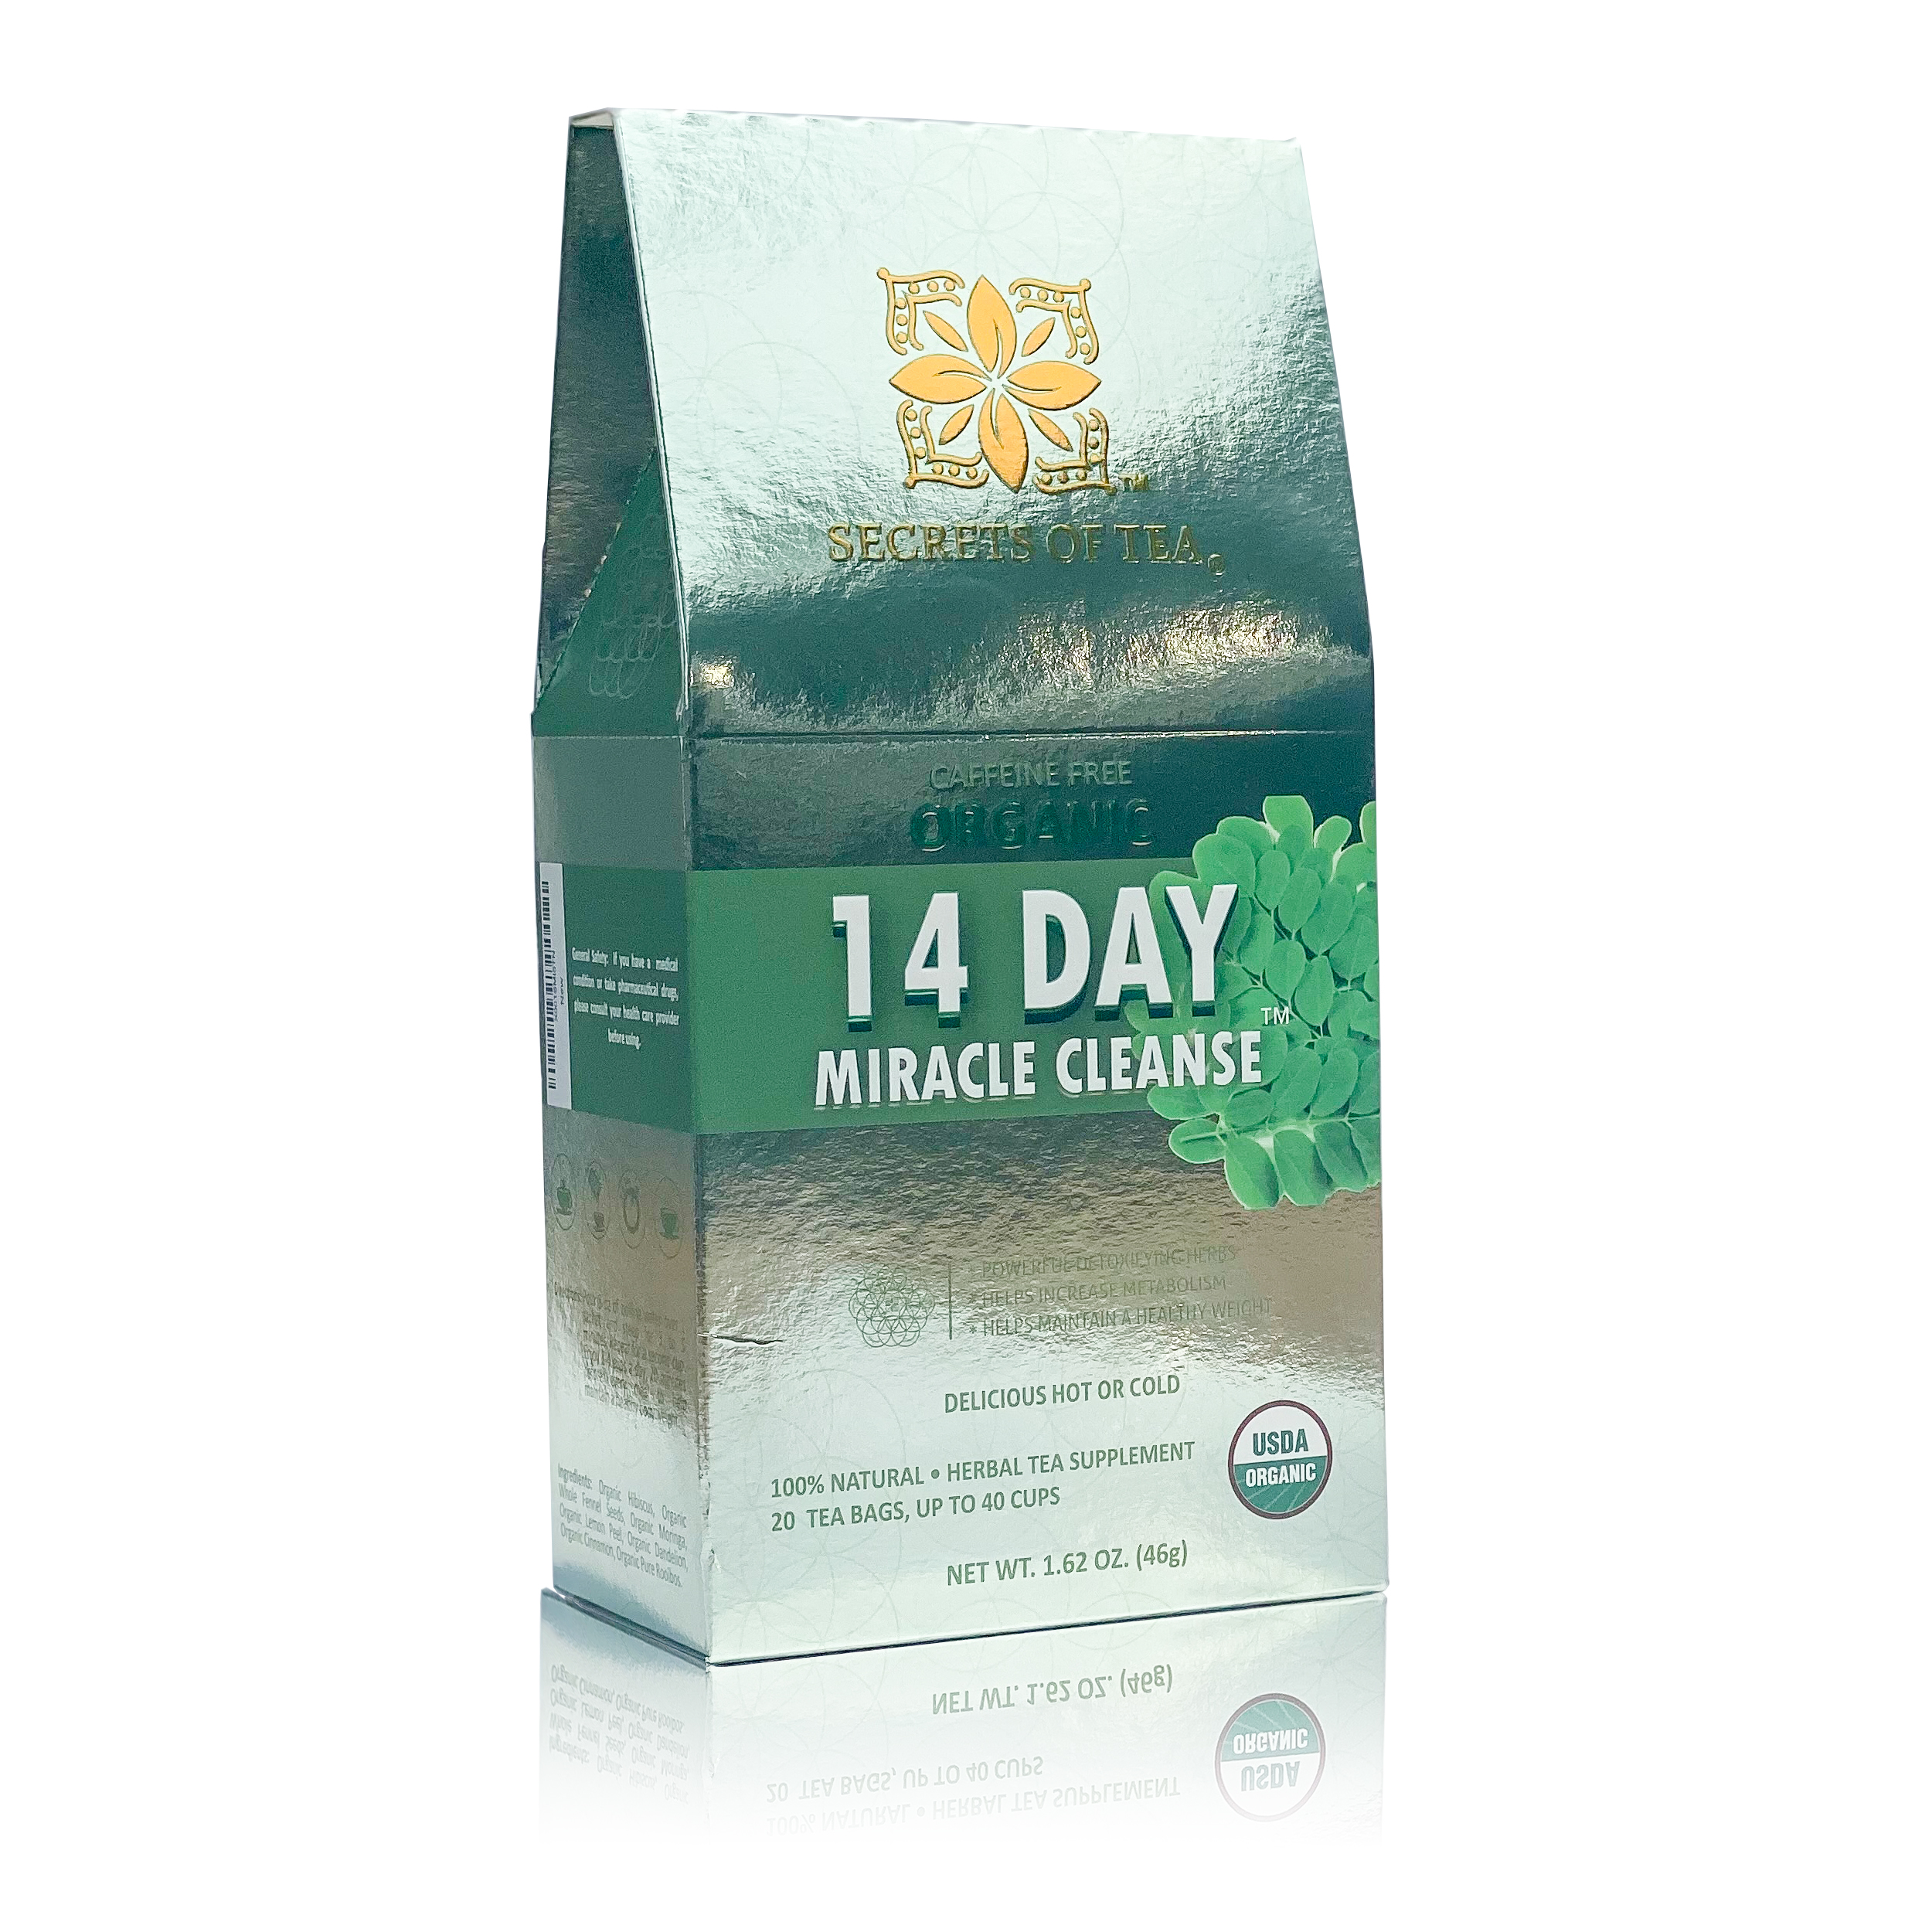 SECRETS OF TEA®
TM
CAFFEINE FREE
ORGANIC
14 DAY
MIRACLE CLEANSE™
POWERFUL DETOXIFYING HERBS
* HELPS INCREASE METABOLISM
* HELPS MAINTAIN A HEALTHY WEIGHT
DELICIOUS HOT OR COLD
100% NATURAL • HERBAL TEA SUPPLEMENT
20 TEA BAGS, UP TO 40 CUPS
NET WT. 1.62 OZ. (46g)
USDA
ORGANIC
New
General Safety: If you have a medical
condition or take pharmaceutical drugs,
please consult your health care provider
before using.
Ingredients: Organic Hibiscus, Organic
Whole Fennel Seeds, Organic Moringa,
Organic Lemon Peel, Organic Dandelion,
Organic Cinnamon, Organic Pure Rooibos.